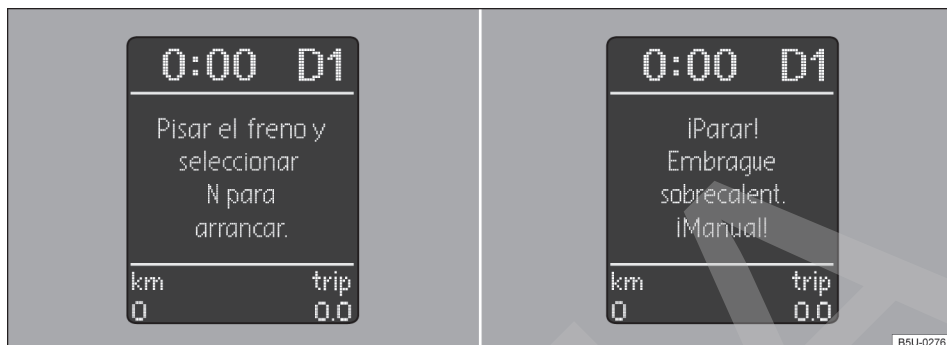 0:00 D1
Pisar el freno y
seleccionar
N para
arrancar.
km trip
0 0.0
0:00 D1
¡Parar!
Embrague
sobrecalent.
¡Manual!
km trip
0 0.0
B5U-0276